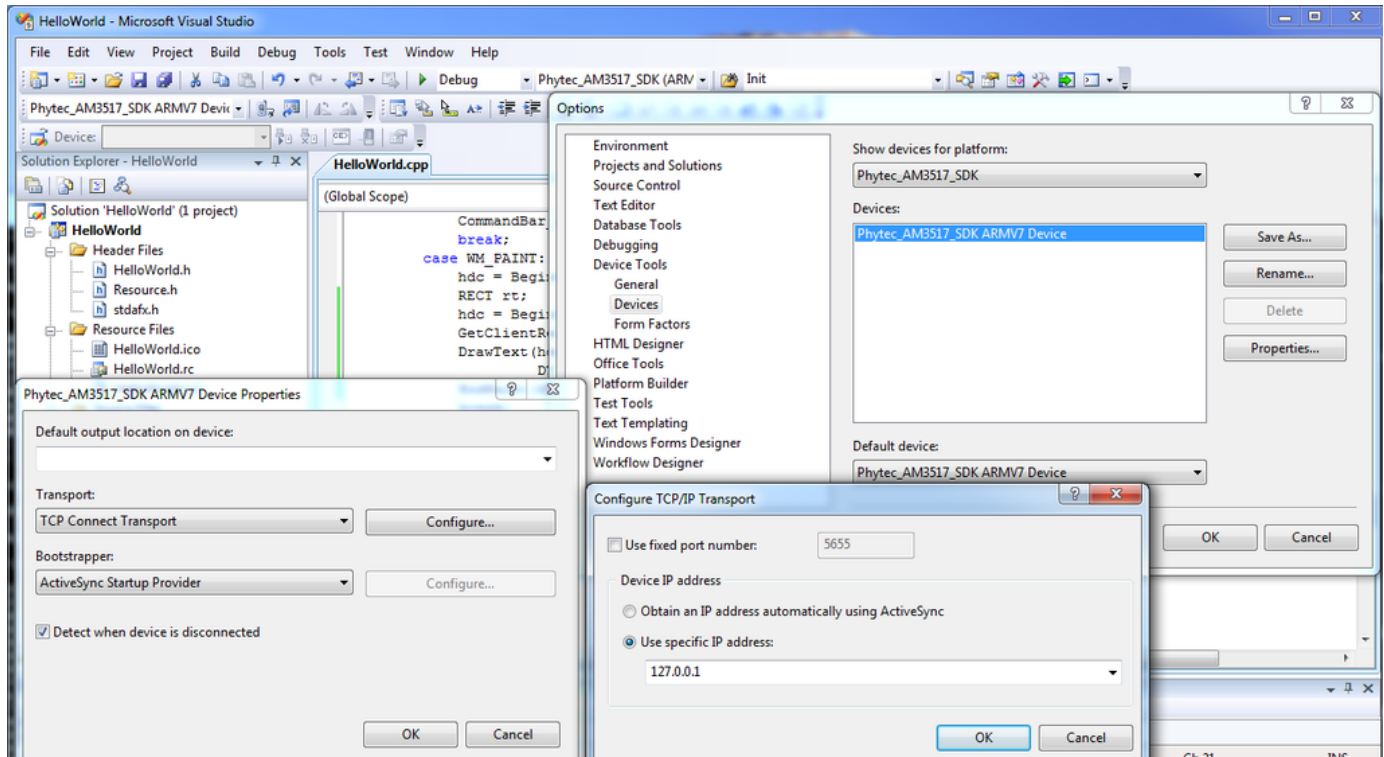 HelloWorld - Microsoft Visual Studio
File Edit View Project Build Debug Tools Test Window Help
Debug Phytec_AM3517_SDK (ARM Init
Phytec_AM3517_SDK ARMV7 Devic
Device:
Solution Explorer - HelloWorld
Solution 'HelloWorld' (1 project)
HelloWorld
Header Files
HelloWorld.h
Resource.h
stdafx.h
Resource Files
HelloWorld.ico
HelloWorld.rc
HelloWorld.cpp
(Global Scope)
CommandBar_
break;
case WM_PAINT:
hdc = Begi
RECT rt;
hdc = Begi
GetClientR
DrawText(h
D
Options
Environment
Projects and Solutions
Source Control
Text Editor
Database Tools
Debugging
Device Tools
General
Devices
Form Factors
HTML Designer
Office Tools
Platform Builder
Test Tools
Text Templating
Windows Forms Designer
Workflow Designer
Show devices for platform:
Phytec_AM3517_SDK
Devices:
Phytec_AM3517_SDK ARMV7 Device
Save As...
Rename...
Delete
Properties...
Default device:
Phytec_AM3517_SDK ARMV7 Device
OK Cancel
Phytec_AM3517_SDK ARMV7 Device Properties
Default output location on device:
Transport:
TCP Connect Transport Configure...
Bootstrapper:
ActiveSync Startup Provider Configure...
Detect when device is disconnected
OK Cancel
Configure TCP/IP Transport
Use fixed port number: 5655
Device IP address
Obtain an IP address automatically using ActiveSync
Use specific IP address:
127.0.0.1
OK Cancel